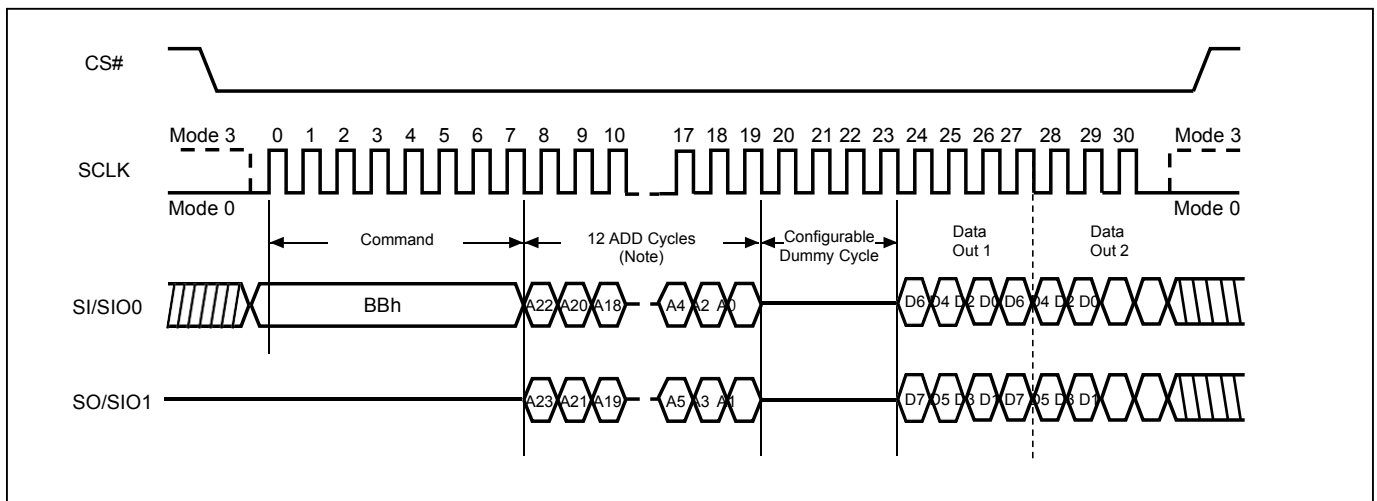 CS#
Mode 3 0 1 2 3 4 5 6 7 8 9 10 17 18 19 20 21 22 23 24 25 26 27 28 29 30 Mode 3
SCLK
Mode 0 Mode 0
Command 12 ADD Cycles (Note) Configurable Dummy Cycle Data Out 1 Data Out 2
SI/SIO0 BBh A22 A20 A18 A4 A2 A0 D6 D4 D2 D0 D6 D4 D2 D0
SO/SIO1 A23 A21 A19 A5 A3 A1 D7 D5 D3 D1 D7 D5 D3 D1